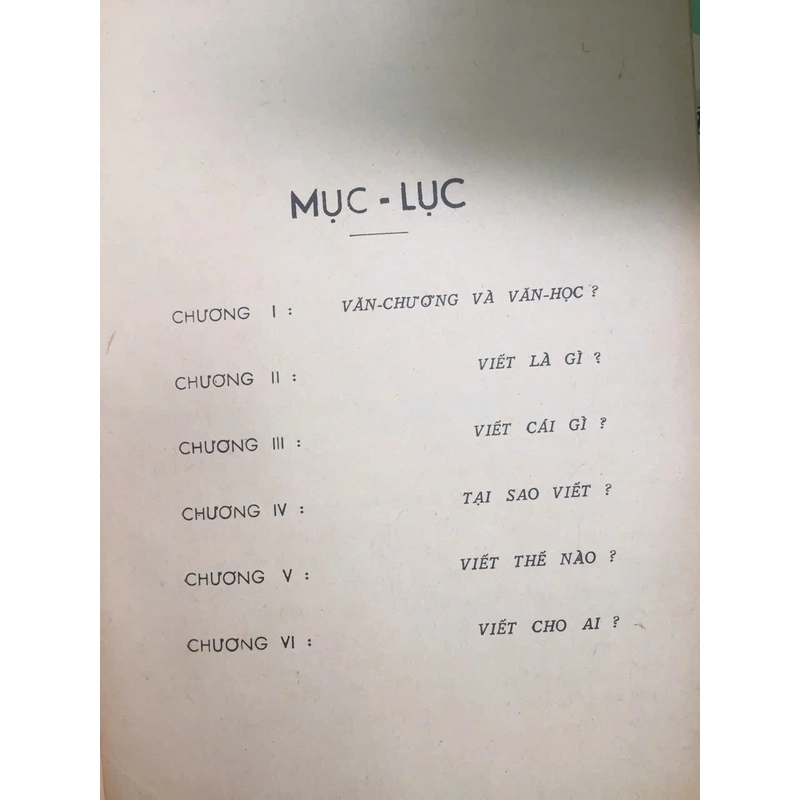 MỤC - LỤC
CHƯƠNG I : VĂN-CHƯƠNG VÀ VĂN-HỌC ?
CHƯƠNG II : VIẾT LÀ GÌ ?
CHƯƠNG III : VIẾT CÁI GÌ ?
CHƯƠNG IV : TẠI SAO VIẾT ?
CHƯƠNG V : VIẾT THẾ NÀO ?
CHƯƠNG VI : VIẾT CHO AI ?